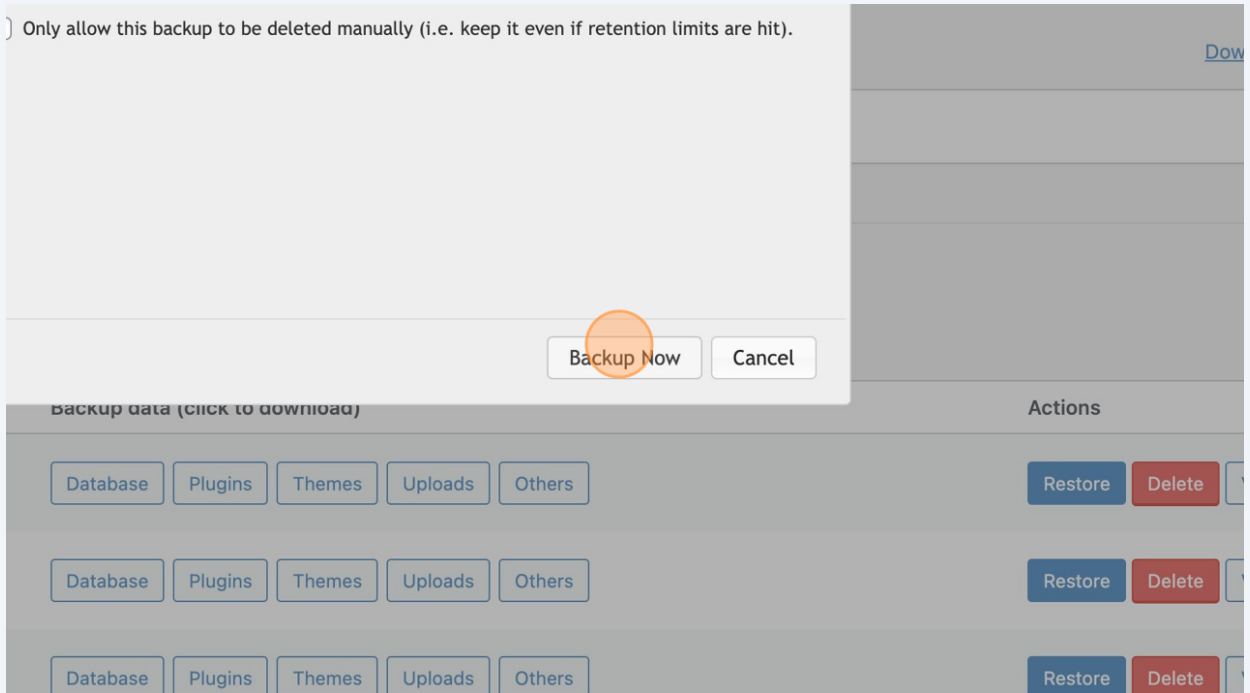 Only allow this backup to be deleted manually (i.e. keep it even if retention limits are hit).
Dow
Backup Now Cancel
Backup data (click to download) Actions
Database Plugins Themes Uploads Others Restore Delete
Database Plugins Themes Uploads Others Restore Delete
Database Plugins Themes Uploads Others Restore Delete